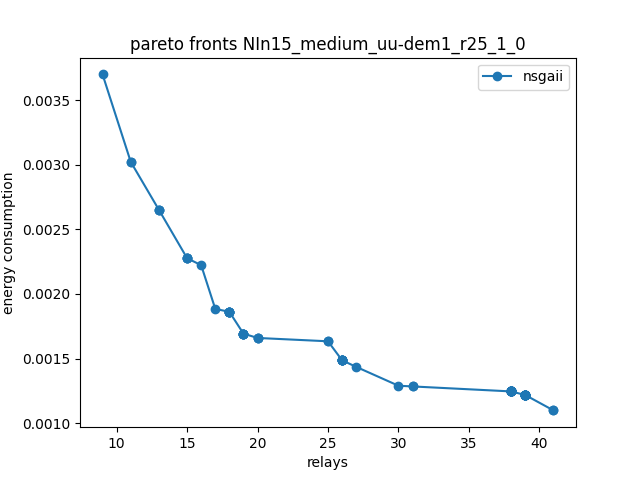 pareto fronts NIn15_medium_uu-dem1_r25_1_0
nsgaii
0.0035
0.0030
0.0025
0.0020
0.0015
0.0010
energy consumption
10 15 20 25 30 35 40
relays